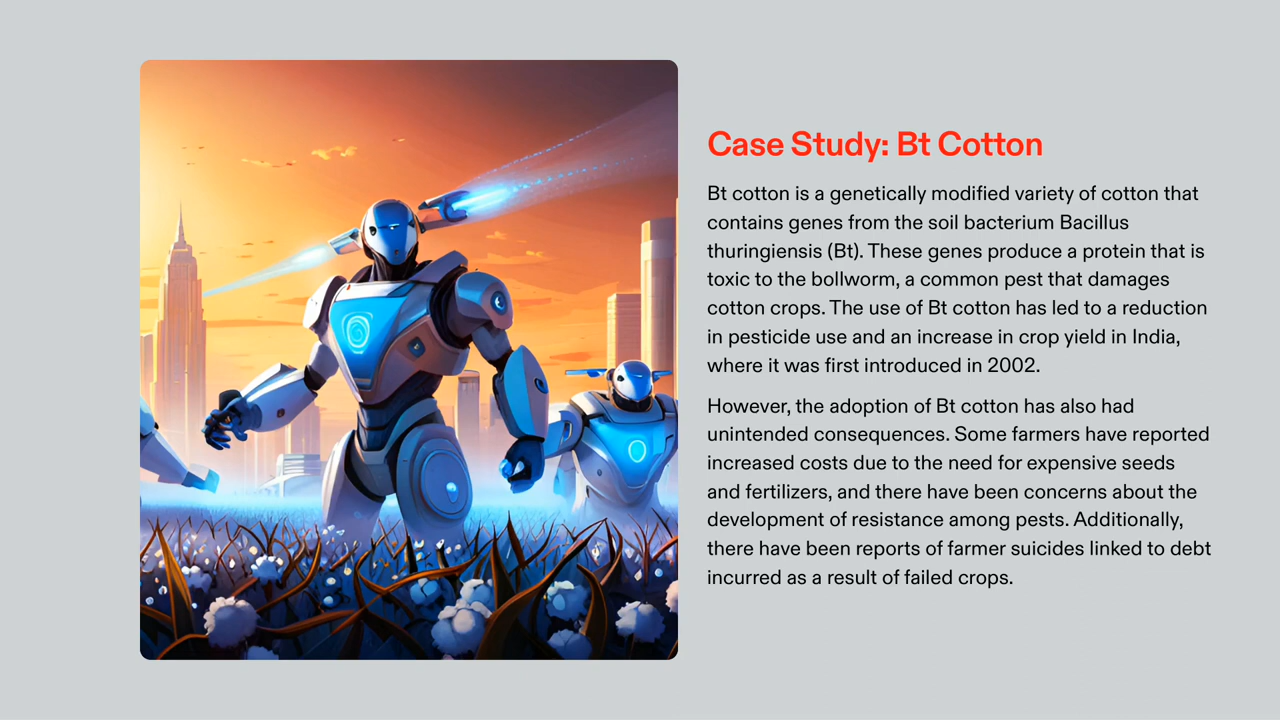 Case Study: Bt Cotton
Bt cotton is a genetically modified variety of cotton that
contains genes from the soil bacterium Bacillus
thuringiensis (Bt). These genes produce a protein that is
toxic to the bollworm, a common pest that damages
cotton crops. The use of Bt cotton has led to a reduction
in pesticide use and an increase in crop yield in India,
where it was first introduced in 2002.
However, the adoption of Bt cotton has also had
unintended consequences. Some farmers have reported
increased costs due to the need for expensive seeds
and fertilizers, and there have been concerns about the
development of resistance among pests. Additionally,
there have been reports of farmer suicides linked to debt
incurred as a result of failed crops.